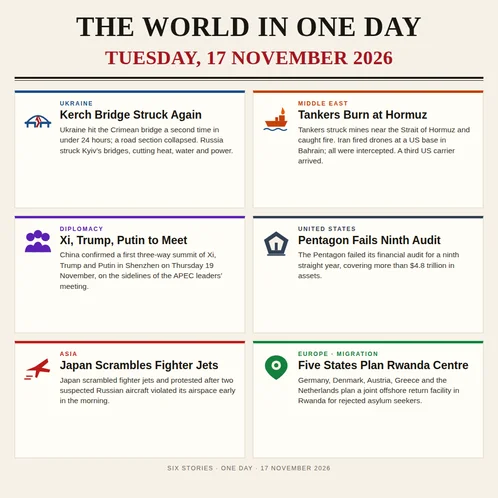 THE WORLD IN ONE DAY
TUESDAY, 17 NOVEMBER 2026
UKRAINE
Kerch Bridge Struck Again
Ukraine hit the Crimean bridge a second time in
under 24 hours; a road section collapsed. Russia
struck Kyiv's bridges, cutting heat, water and power.
MIDDLE EAST
Tankers Burn at Hormuz
Tankers struck mines near the Strait of Hormuz and
caught fire. Iran fired drones at a US base in
Bahrain; all were intercepted. A third US carrier
arrived.
DIPLOMACY
Xi, Trump, Putin to Meet
China confirmed a first three-way summit of Xi,
Trump and Putin in Shenzhen on Thursday 19
November, on the sidelines of the APEC leaders'
meeting.
UNITED STATES
Pentagon Fails Ninth Audit
The Pentagon failed its financial audit for a ninth
straight year, covering more than $4.8 trillion in
assets.
ASIA
Japan Scrambles Fighter Jets
Japan scrambled fighter jets and protested after two
suspected Russian aircraft violated its airspace early
in the morning.
EUROPE · MIGRATION
Five States Plan Rwanda Centre
Germany, Denmark, Austria, Greece and the
Netherlands plan a joint offshore return facility in
Rwanda for rejected asylum seekers.
SIX STORIES · ONE DAY · 17 NOVEMBER 2026